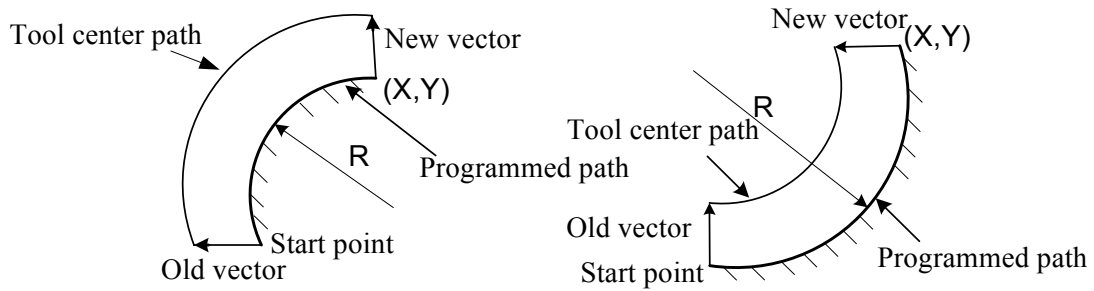 Tool center path
New vector
(X,Y)
R
Programmed path
Start point
Old vector
New vector
(X,Y)
R
Tool center path
Old vector
Start point
Programmed path